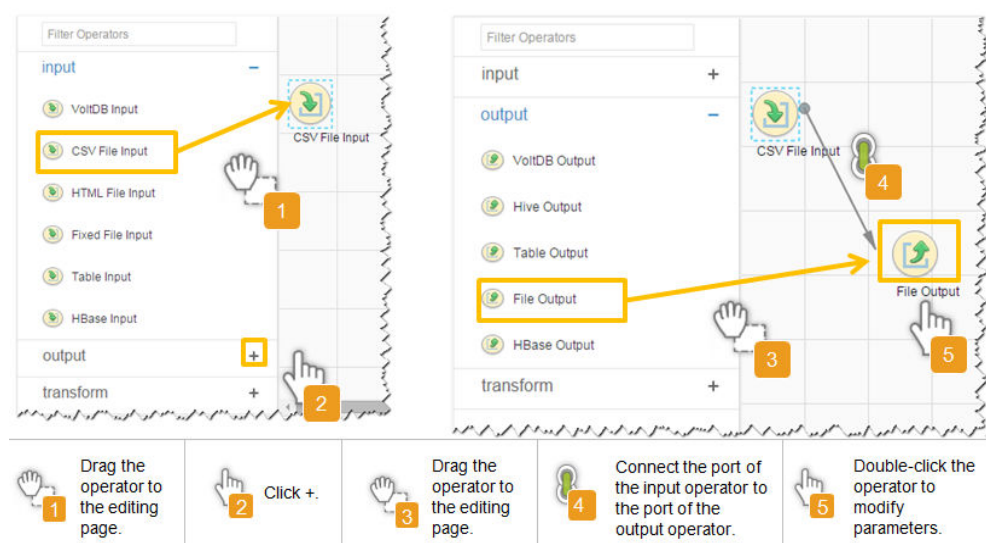 Filter Operators
input −
VoltDB Input
CSV File Input
HTML File Input
Fixed File Input
Table Input
HBase Input
output +
transform +
CSV File Input
1
2
Filter Operators
input +
output −
VoltDB Output
Hive Output
Table Output
File Output
HBase Output
transform +
CSV File Input
4
File Output
3
5
1
Drag the
operator to
the editing
page.
2
Click +.
3
Drag the
operator to
the editing
page.
4
Connect the port of
the input operator to
the port of the
output operator.
5
Double-click the
operator to
modify
parameters.